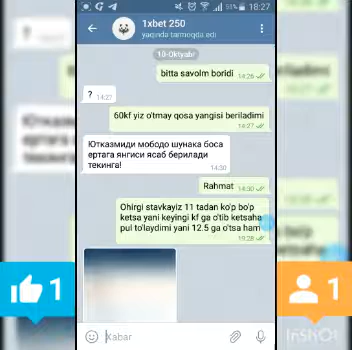 18:27
51%
1xbet 250
yaqinda tarmoqda edi
10-Oktyabr
bitta savolm boridi 14:26
? 14:27
60kf yiz o'tmay qosa yangisi beriladimi
14:27
Ютказмиди мободо шунака боса
ертага янгиси ясаб берилади
текинга!
14:30
Rahmat 14:30
Ohirgi stavkayiz 11 tadan ko'p bo'p
ketsa yani keyingi kf ga o'tib ketsaha
pul to'laydimi yani 12.5 ga o'tsa ham
19:28
Xabar
1
1
InShOt